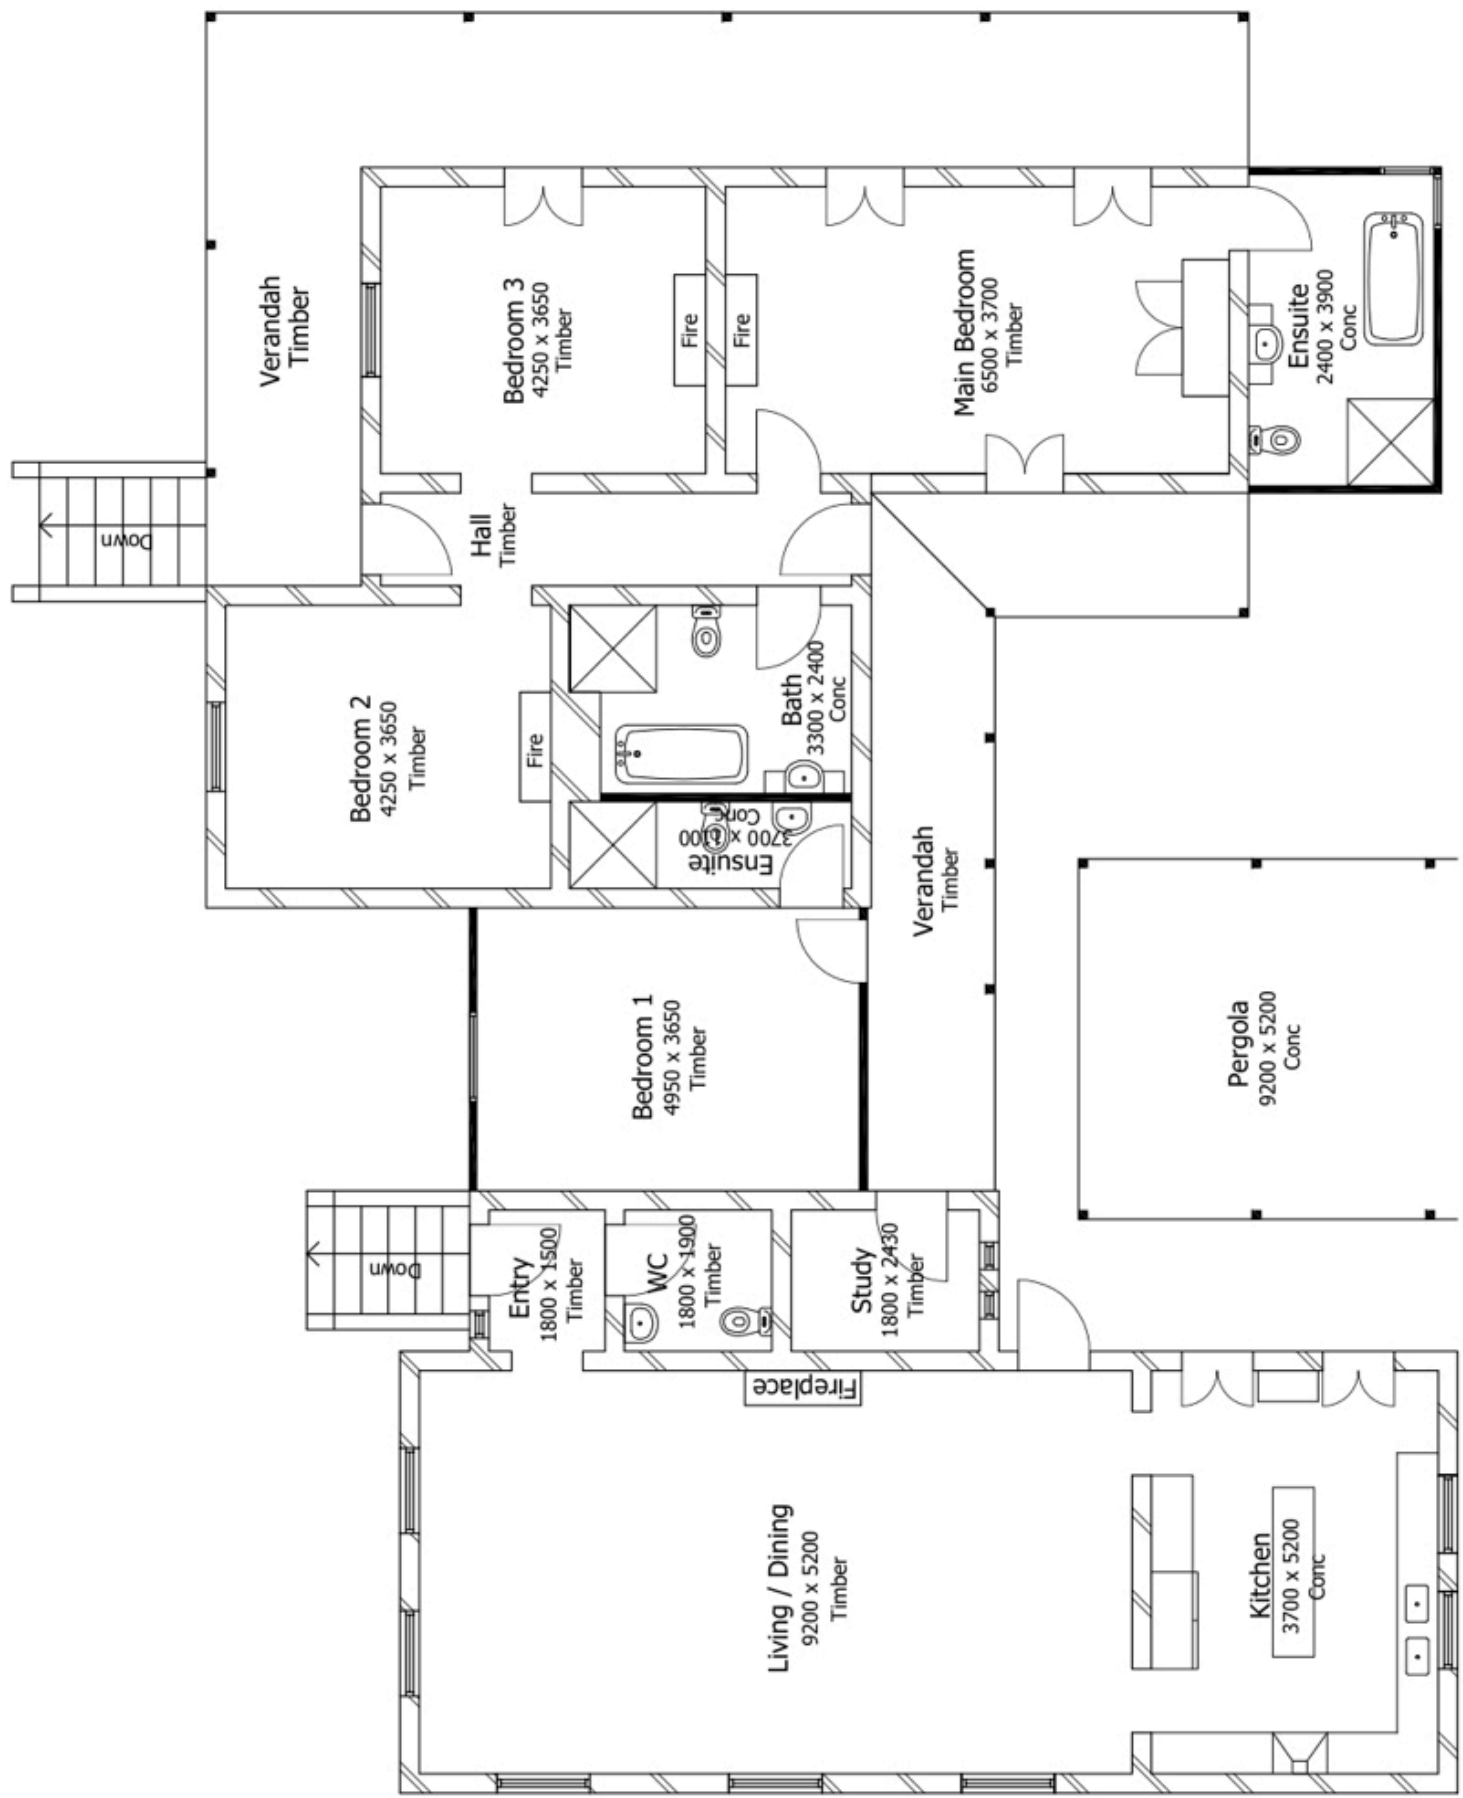 Verandah
Timber
Bedroom 3
4250 x 3650
Timber
Fire
Fire
Main Bedroom
6500 x 3700
Timber
Ensuite
2400 x 3900
Conc
Down
Hall
Timber
Bedroom 2
4250 x 3650
Timber
Fire
Bath
3300 x 2400
Conc
Ensuite
Conc
Verandah
Timber
Bedroom 1
4950 x 3650
Timber
Pergola
9200 x 5200
Conc
Down
Entry
1800 x 1500
Timber
WC
1800 x 1900
Timber
Study
1800 x 2430
Timber
Fireplace
Living / Dining
9200 x 5200
Timber
Kitchen
3700 x 5200
Conc